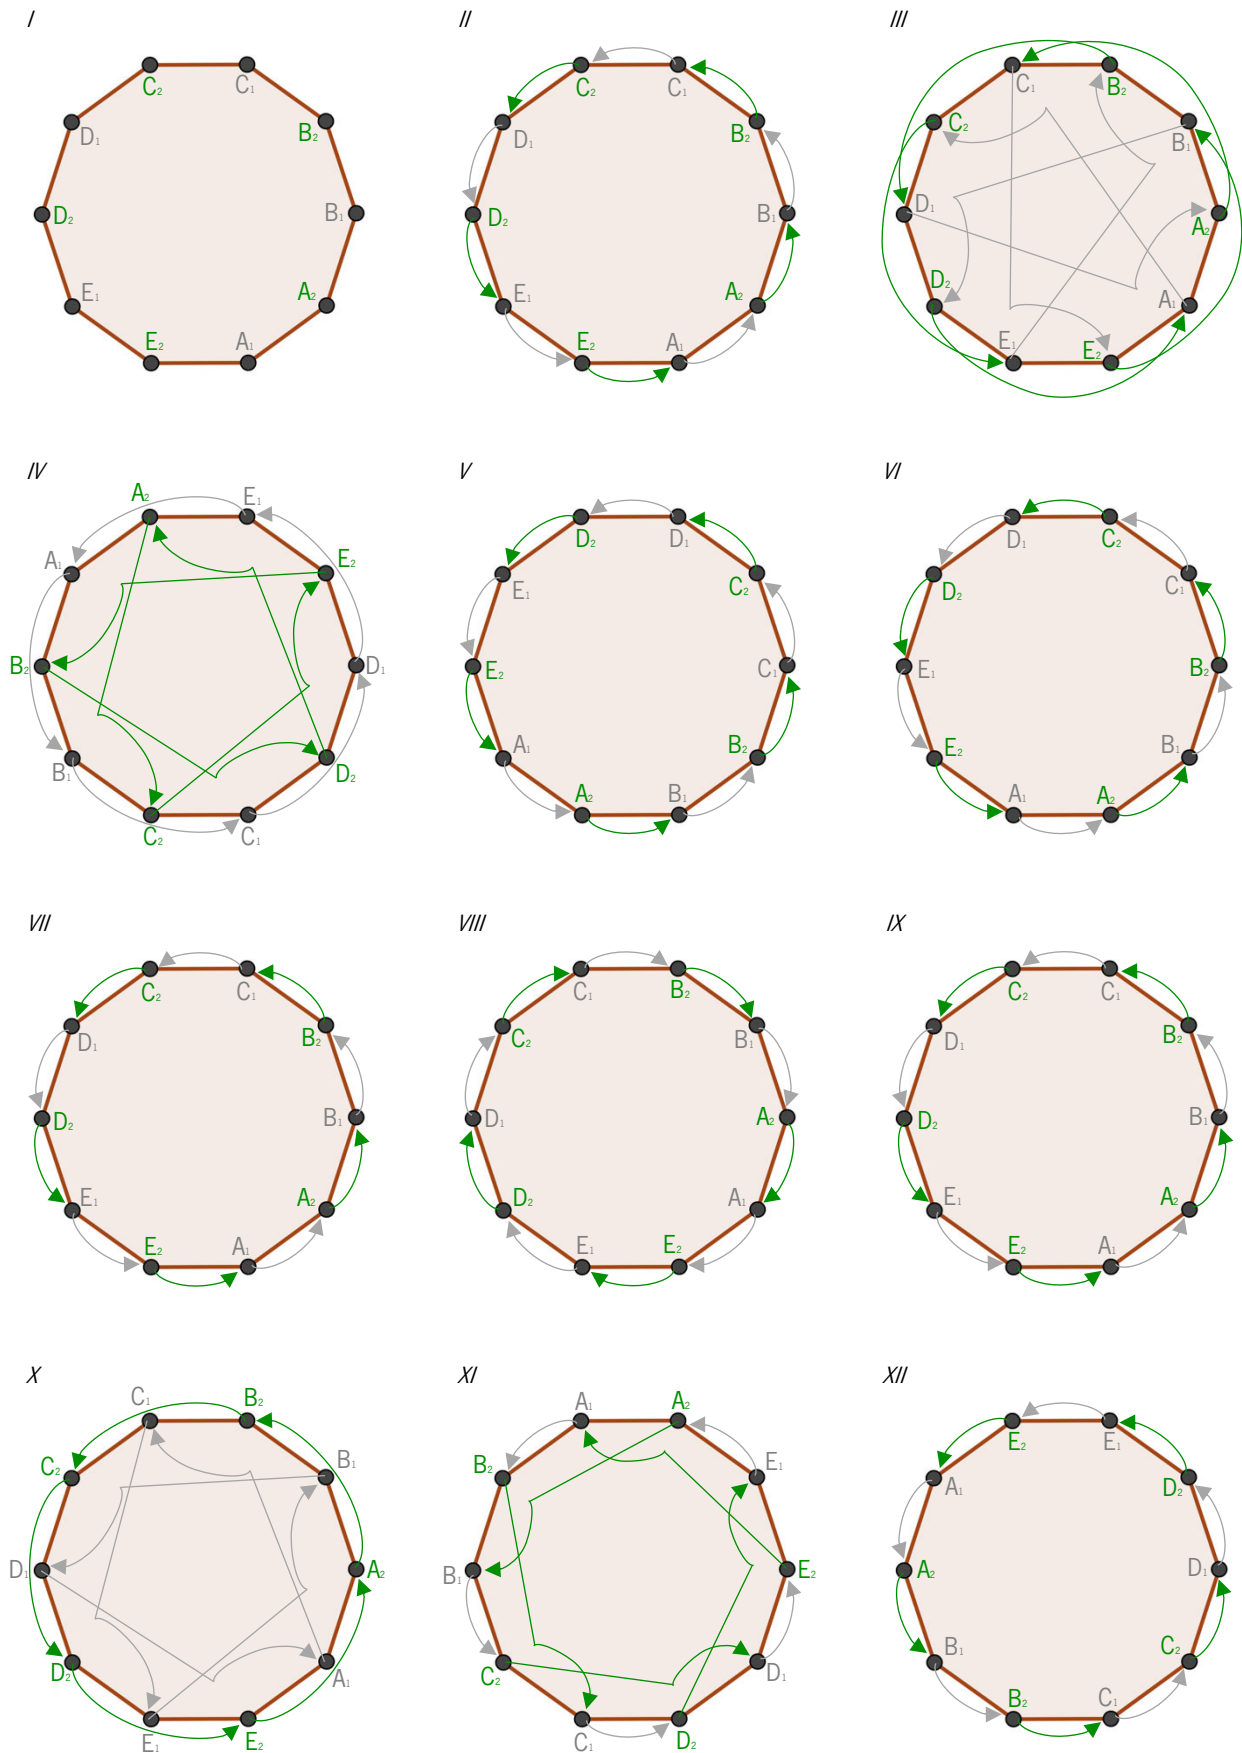 I II III
C₂ C₁
D₁ B₂
D₂ B₁
E₁ A₂
E₂ A₁
C₂ C₁
D₁ B₂
D₂ B₁
E₁ A₂
E₂ A₁
C₁ B₂
C₂ B₁
D₁ A₂
D₂ A₁
E₁ E₂
IV V VI
A₂ E₁
A₁ E₂
B₂ D₁
B₁ D₂
C₂ C₁
D₂ D₁
E₁ C₂
E₂ C₁
A₁ B₂
A₂ B₁
D₁ C₂
D₂ C₁
E₁ B₂
E₂ B₁
A₁ A₂
VII VIII IX
C₂ C₁
D₁ B₂
D₂ B₁
E₁ A₂
E₂ A₁
C₁ B₂
C₂ B₁
D₁ A₂
D₂ A₁
E₁ E₂
C₂ C₁
D₁ B₂
D₂ B₁
E₁ A₂
E₂ A₁
X XI XII
C₁ B₂
C₂ B₁
D₁ A₂
D₂ A₁
E₁ E₂
A₁ A₂
B₂ E₁
B₁ E₂
C₂ D₁
C₁ D₂
E₂ E₁
A₁ D₂
A₂ D₁
B₁ C₂
B₂ C₁